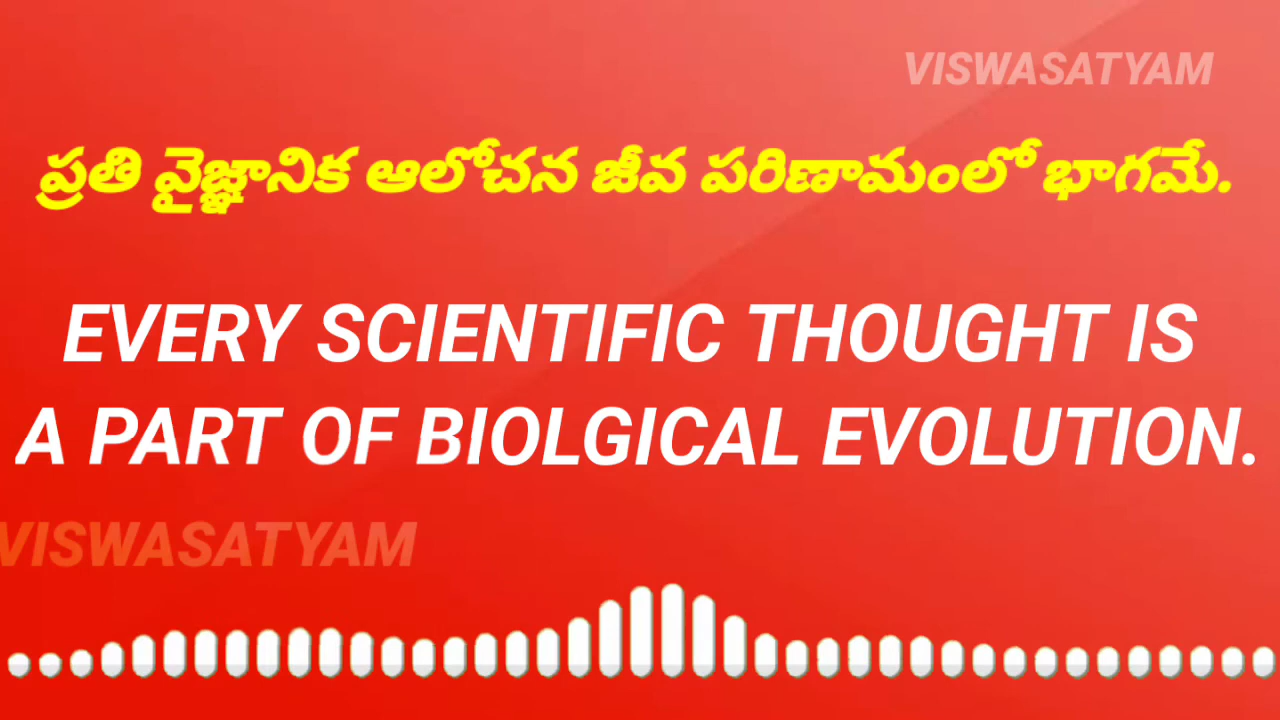 VISWASATYAM
ప్రతి వైజ్ఞానిక ఆలోచన జీవ పరిణామంలో భాగమే.
EVERY SCIENTIFIC THOUGHT IS
A PART OF BIOLGICAL EVOLUTION.
VISWASATYAM